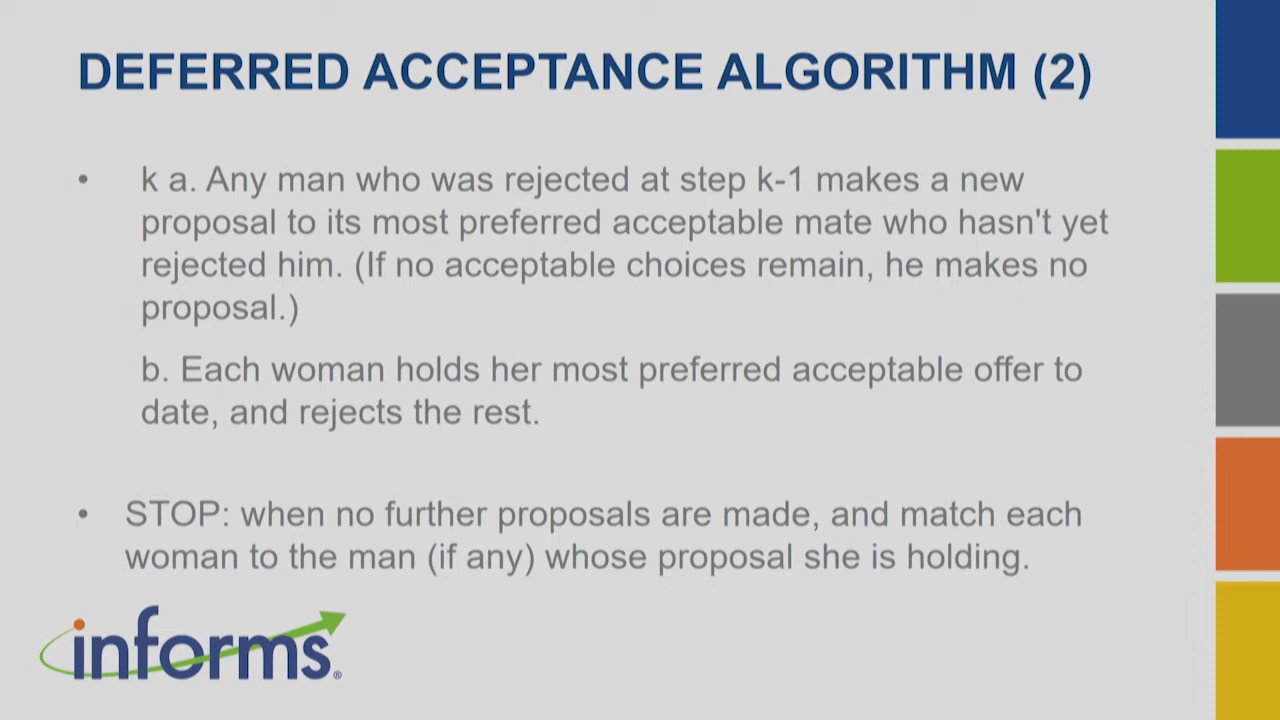 DEFERRED ACCEPTANCE ALGORITHM (2)
• k a. Any man who was rejected at step k-1 makes a new
proposal to its most preferred acceptable mate who hasn't yet
rejected him. (If no acceptable choices remain, he makes no
proposal.)
b. Each woman holds her most preferred acceptable offer to
date, and rejects the rest.
• STOP: when no further proposals are made, and match each
woman to the man (if any) whose proposal she is holding.
informs®